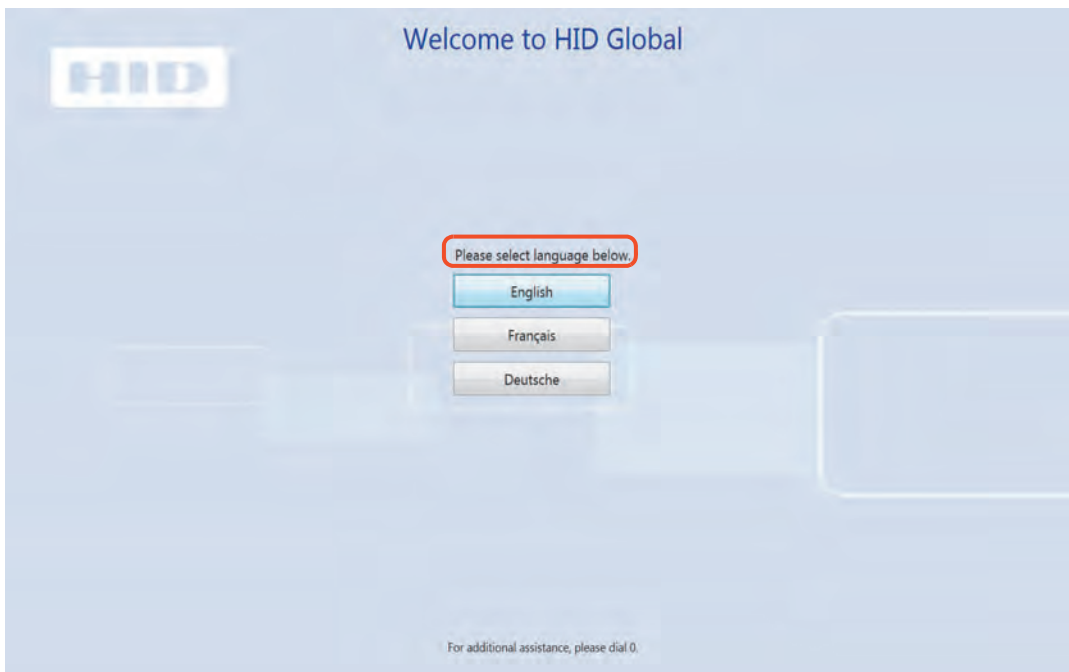 Welcome to HID Global
HID
Please select language below.
English
Français
Deutsche
For additional assistance, please dial 0.